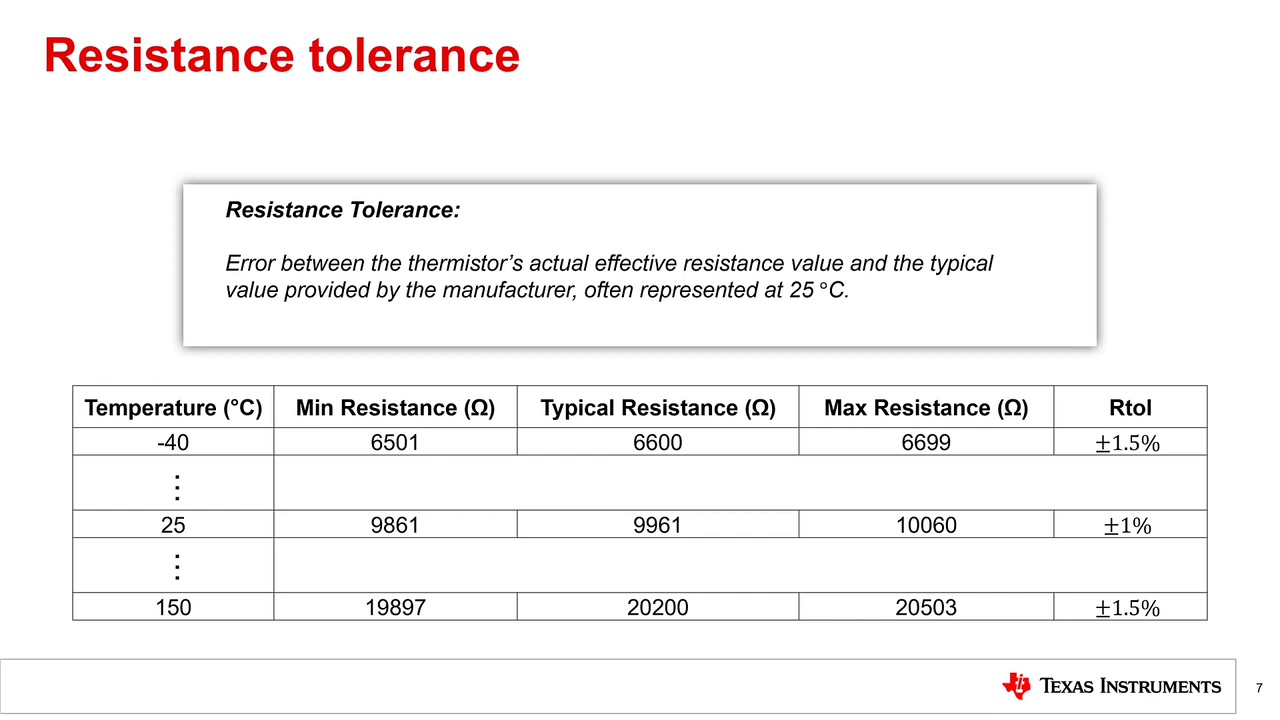 Resistance tolerance
Resistance Tolerance:
Error between the thermistor’s actual effective resistance value and the typical
value provided by the manufacturer, often represented at 25 °C.
Temperature (°C) Min Resistance (Ω) Typical Resistance (Ω) Max Resistance (Ω) Rtol
-40 6501 6600 6699 ±1.5%
⋮
25 9861 9961 10060 ±1%
⋮
150 19897 20200 20503 ±1.5%
TEXAS INSTRUMENTS
7